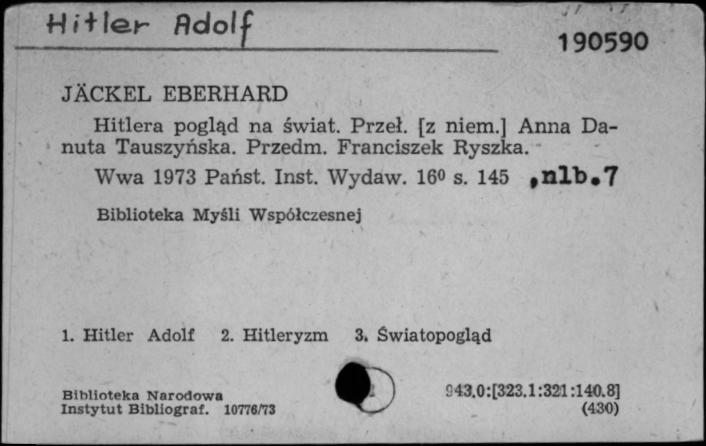 Hitler Adolf
190590
JÄCKEL EBERHARD
Hitlera pogląd na świat. Przeł. [z niem.] Anna Da-
nuta Tauszyńska. Przedm. Franciszek Ryszka.
Wwa 1973 Państ. Inst. Wydaw. 16º s. 145 ,nlb.7
Biblioteka Myśli Współczesnej
1. Hitler Adolf 2. Hitleryzm 3. Światopogląd
Biblioteka Narodowa
Instytut Bibliograf. 10776/73
943.0:[323.1:321:140.8]
(430)